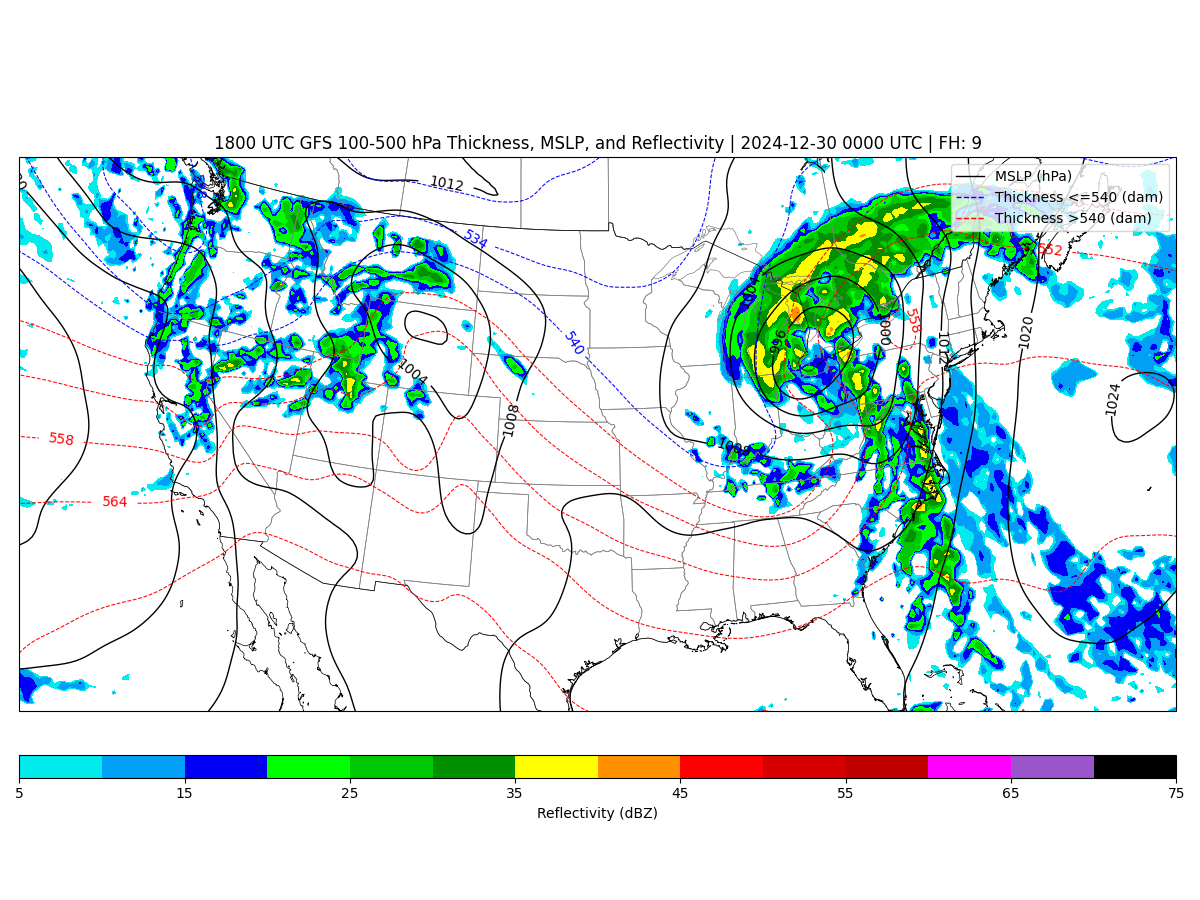 1800 UTC GFS 100-500 hPa Thickness, MSLP, and Reflectivity | 2024-12-30 0000 UTC | FH: 9
MSLP (hPa)
Thickness <=540 (dam)
Thickness >540 (dam)
1012
534
552
540
558
1000
996
1020
1004
1024
1008
1008
558
564
5 15 25 35 45 55 65 75
Reflectivity (dBZ)